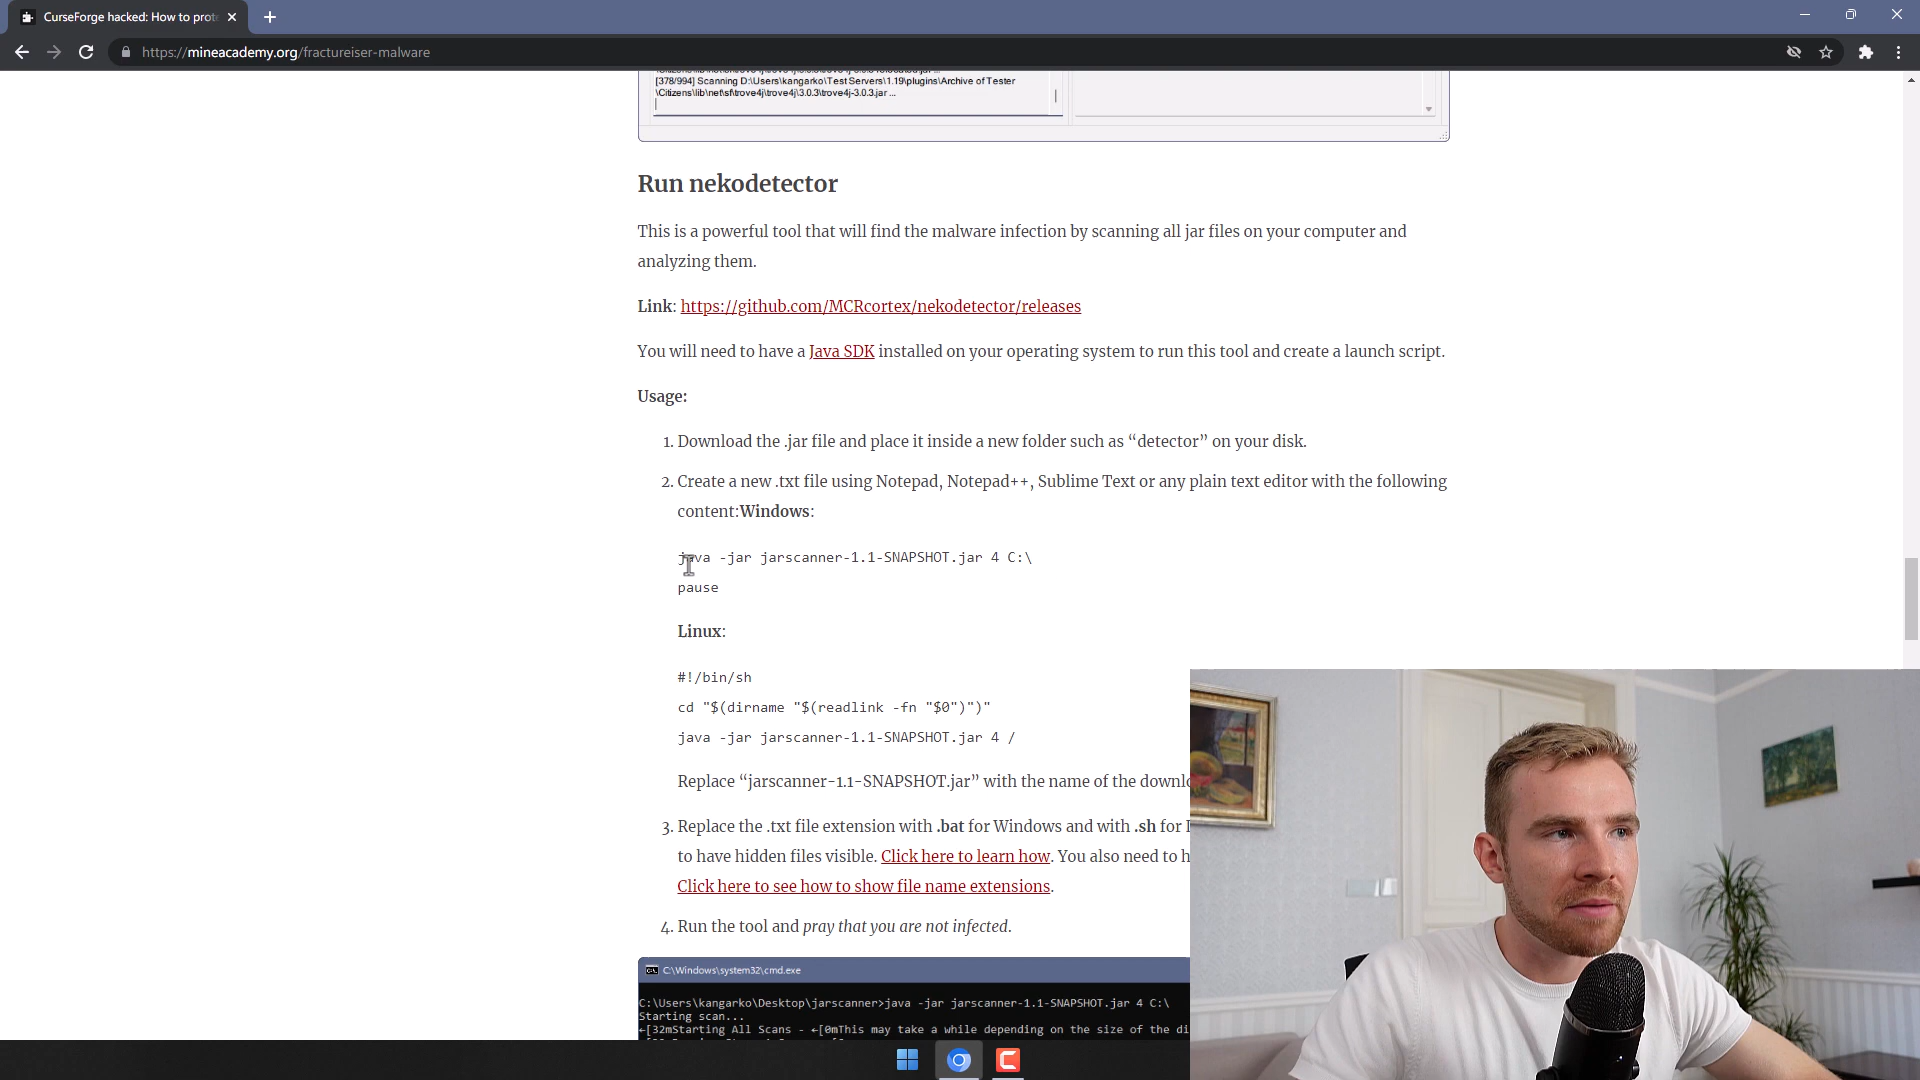 CurseForge hacked: How to prote
https://mineacademy.org/fractureiser-malware
[378/994] Scanning D:\Users\kangarko\Test Servers\1.19\plugins\Archive of Tester
\Citizens\lib\net\sf\trove4j\trove4j\3.0.3\trove4j-3.0.3.jar ...
Run nekodetector
This is a powerful tool that will find the malware infection by scanning all jar files on your computer and
analyzing them.
Link: https://github.com/MCRcortex/nekodetector/releases
You will need to have a Java SDK installed on your operating system to run this tool and create a launch script.
Usage:
1. Download the .jar file and place it inside a new folder such as “detector” on your disk.
2. Create a new .txt file using Notepad, Notepad++, Sublime Text or any plain text editor with the following
content:Windows:
java -jar jarscanner-1.1-SNAPSHOT.jar 4 C:\
pause
Linux:
#!/bin/sh
cd "$(dirname "$(readlink -fn "$0")")"
java -jar jarscanner-1.1-SNAPSHOT.jar 4 /
Replace “jarscanner-1.1-SNAPSHOT.jar” with the name of the downlo
3. Replace the .txt file extension with .bat for Windows and with .sh for
to have hidden files visible. Click here to learn how. You also need to h
Click here to see how to show file name extensions.
4. Run the tool and pray that you are not infected.
C:\Windows\system32\cmd.exe
C:\Users\kangarko\Desktop\jarscanner>java -jar jarscanner-1.1-SNAPSHOT.jar 4 C:\
Starting scan...
←[32mStarting All Scans - ←[0mThis may take a while depending on the size of the di